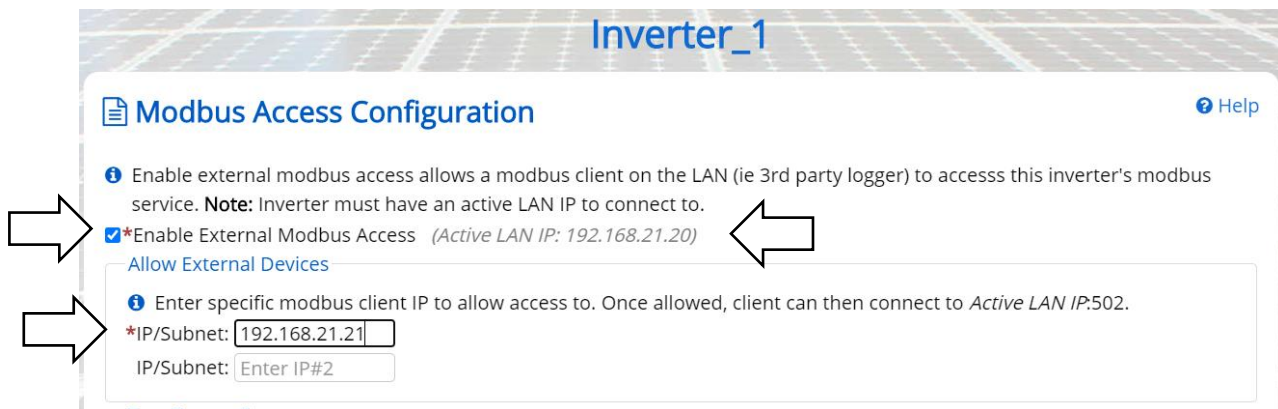 Inverter_1
Modbus Access Configuration
Help
Enable external modbus access allows a modbus client on the LAN (ie 3rd party logger) to accesss this inverter's modbus
service. Note: Inverter must have an active LAN IP to connect to.
*Enable External Modbus Access (Active LAN IP: 192.168.21.20)
Allow External Devices
Enter specific modbus client IP to allow access to. Once allowed, client can then connect to Active LAN IP:502.
*IP/Subnet: 192.168.21.21
IP/Subnet: Enter IP#2